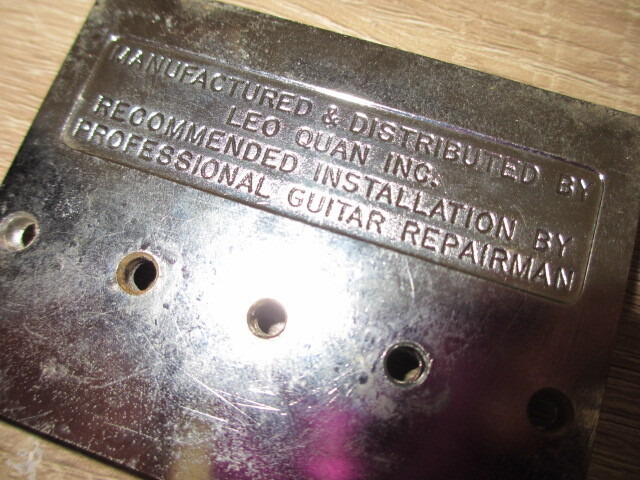 MANUFACTURED & DISTRIBUTED BY
LEO QUAN INC.
RECOMMENDED INSTALLATION BY
PROFESSIONAL GUITAR REPAIRMAN